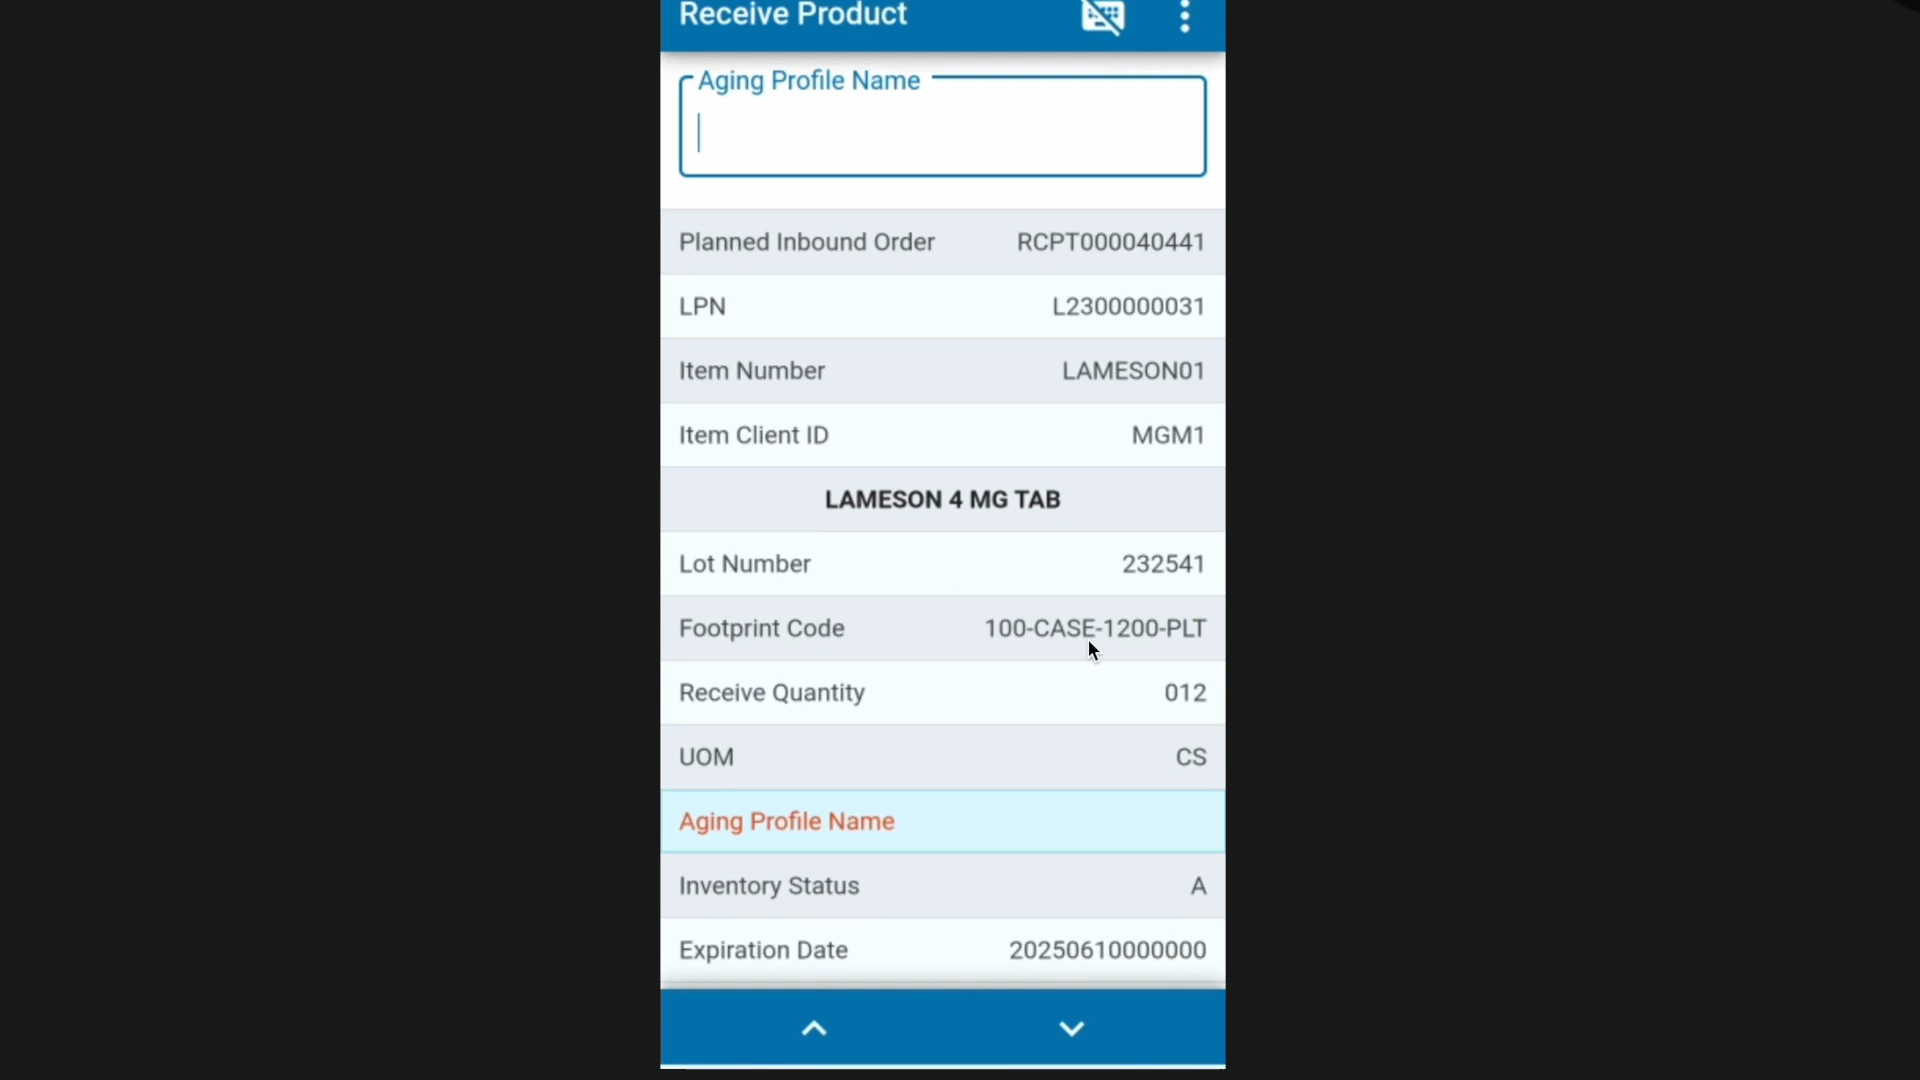 Receive Product
Aging Profile Name
Planned Inbound Order RCPT000040441
LPN L2300000031
Item Number LAMESON01
Item Client ID MGM1
LAMESON 4 MG TAB
Lot Number 232541
Footprint Code 100-CASE-1200-PLT
Receive Quantity 012
UOM CS
Aging Profile Name
Inventory Status A
Expiration Date 20250610000000